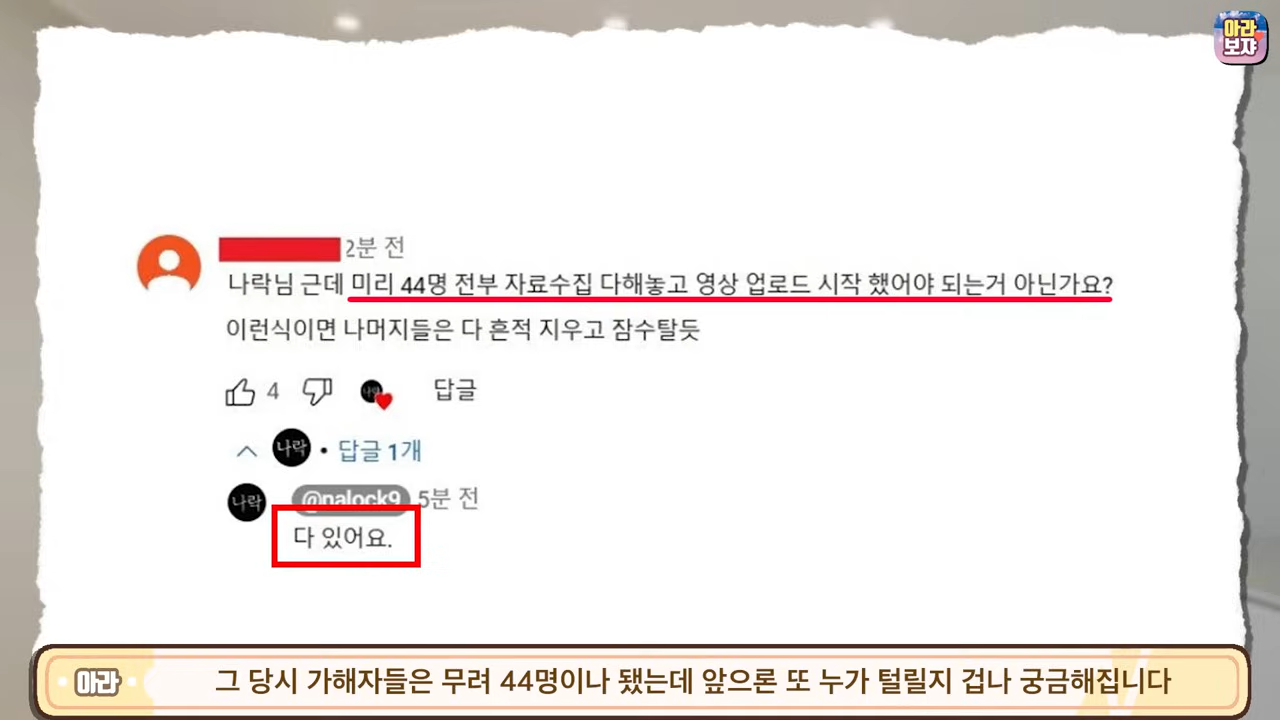 아라
보쟈
2분 전
나락님 근데 미리 44명 전부 자료수집 다해놓고 영상 업로드 시작 했어야 되는거 아닌가요?
이런식이면 나머지들은 다 흔적 지우고 잠수탈듯
4 답글
나락 • 답글 1개
나락 @nalock9 5분 전
다 있어요.
아라 그 당시 가해자들은 무려 44명이나 됐는데 앞으론 또 누가 털릴지 겁나 궁금해집니다